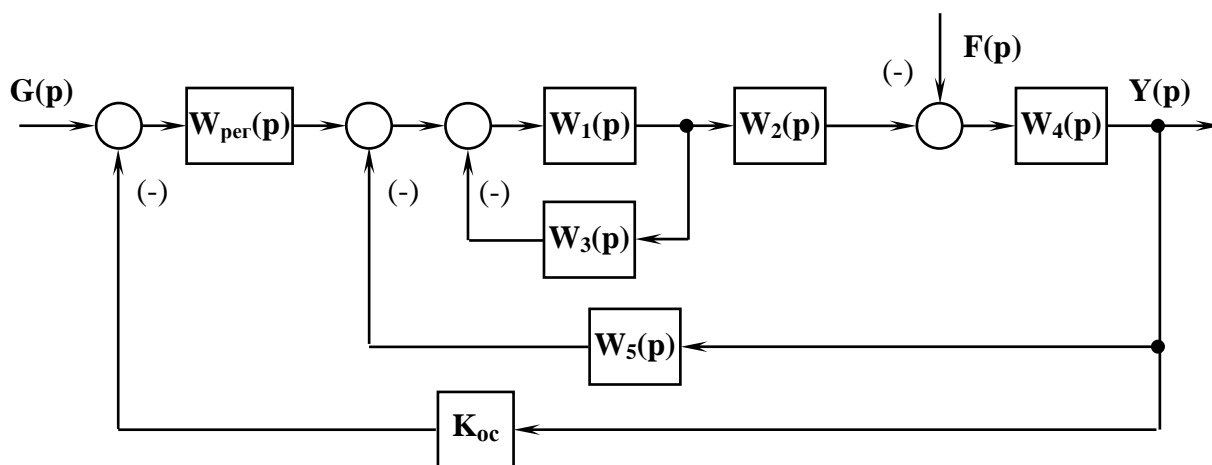 G(p)
(-)
F(p)
Y(p)
Wрег(p)
W₁(p)
W₂(p)
W₄(p)
(-)
(-)
(-)
W₃(p)
W₅(p)
Kос